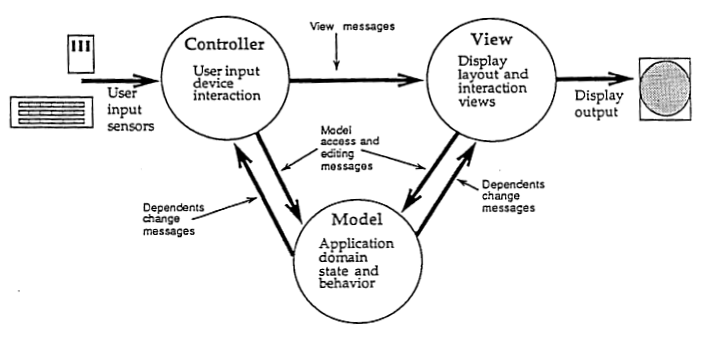 View messages
Controller
User input
device
interaction
View
Display
layout and
interaction
views
User
input
sensors
Display
output
Model
access and
editing
messages
Dependents
change
messages
Dependents
change
messages
Model
Application
domain
state and
behavior